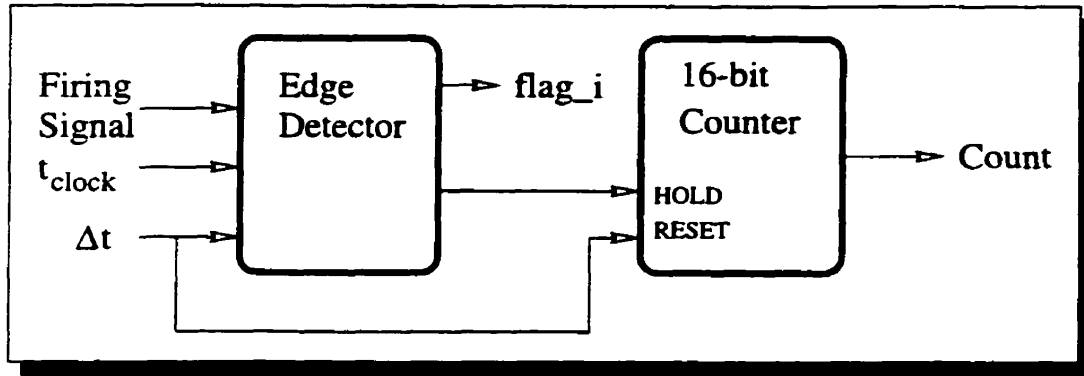 Firing
Signal
t_clock
Δt
Edge
Detector
flag_i
16-bit
Counter
HOLD
RESET
Count